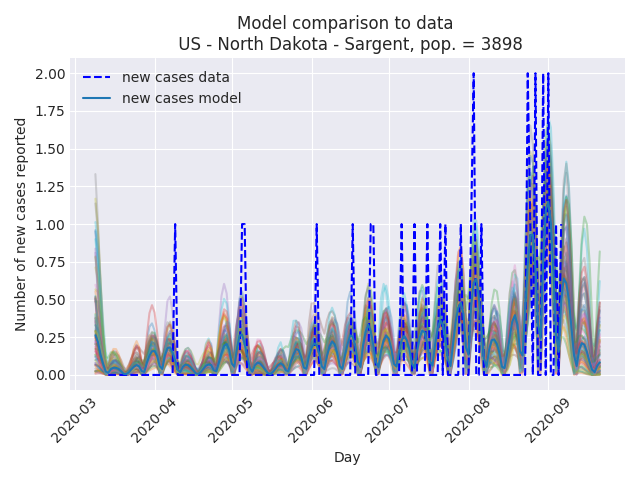 Model comparison to data
US - North Dakota - Sargent, pop. = 3898
new cases data
new cases model
Number of new cases reported
2.00
1.75
1.50
1.25
1.00
0.75
0.50
0.25
0.00
2020-03
2020-04
2020-05
2020-06
2020-07
2020-08
2020-09
Day